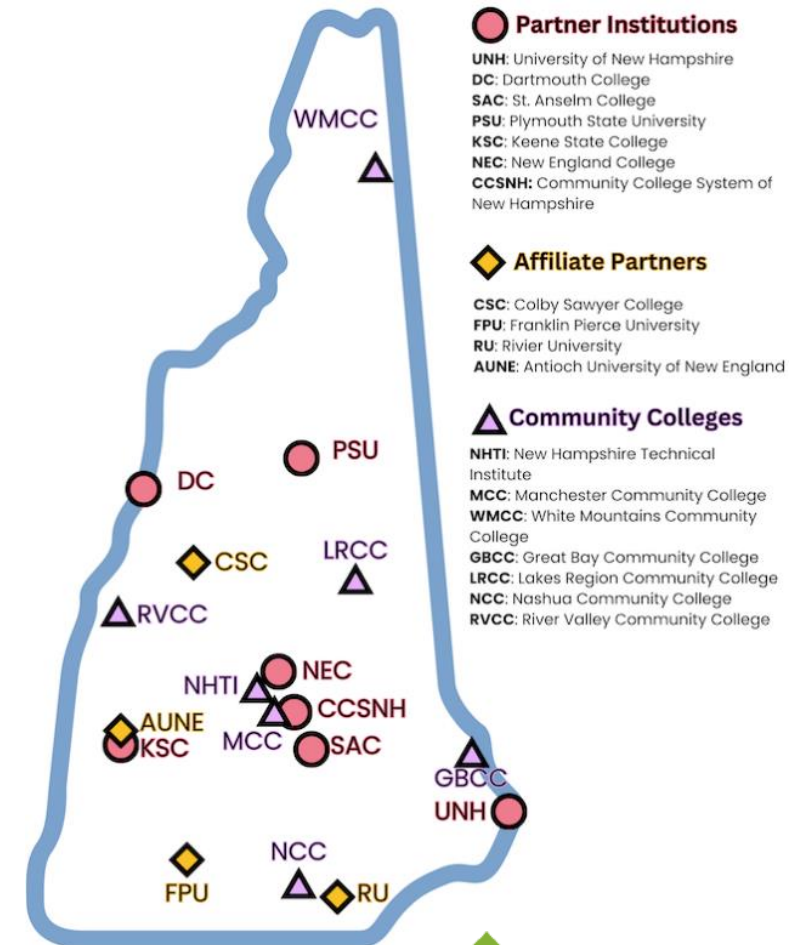 Partner Institutions
UNH: University of New Hampshire
DC: Dartmouth College
SAC: St. Anselm College
PSU: Plymouth State University
KSC: Keene State College
NEC: New England College
CCSNH: Community College System of
New Hampshire
Affiliate Partners
CSC: Colby Sawyer College
FPU: Franklin Pierce University
RU: Rivier University
AUNE: Antioch University of New England
Community Colleges
NHTI: New Hampshire Technical
Institute
MCC: Manchester Community College
WMCC: White Mountains Community
College
GBCC: Great Bay Community College
LRCC: Lakes Region Community College
NCC: Nashua Community College
RVCC: River Valley Community College
WMCC
PSU
DC
LRCC
CSC
RVCC
NEC
NHTI
CCSNH
AUNE
MCC
SAC
KSC
GBCC
UNH
NCC
FPU
RU